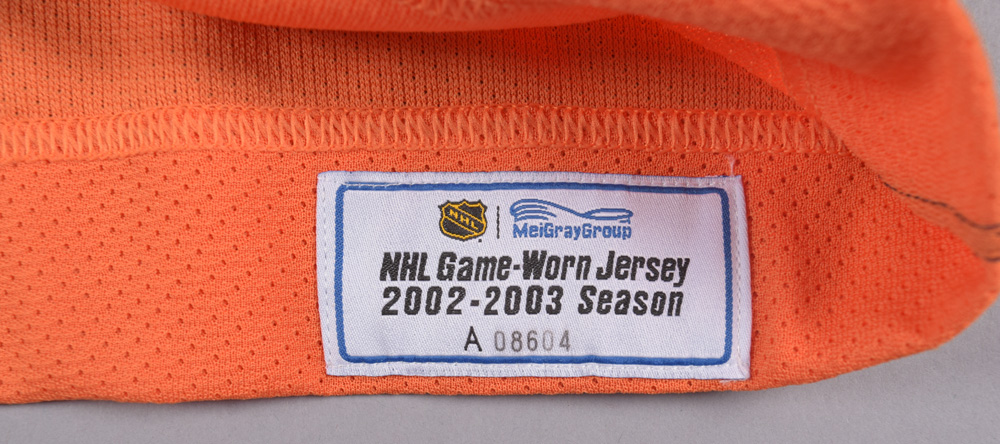 NHL | MeiGrayGroup
NHL Game-Worn Jersey
2002-2003 Season
A 08604